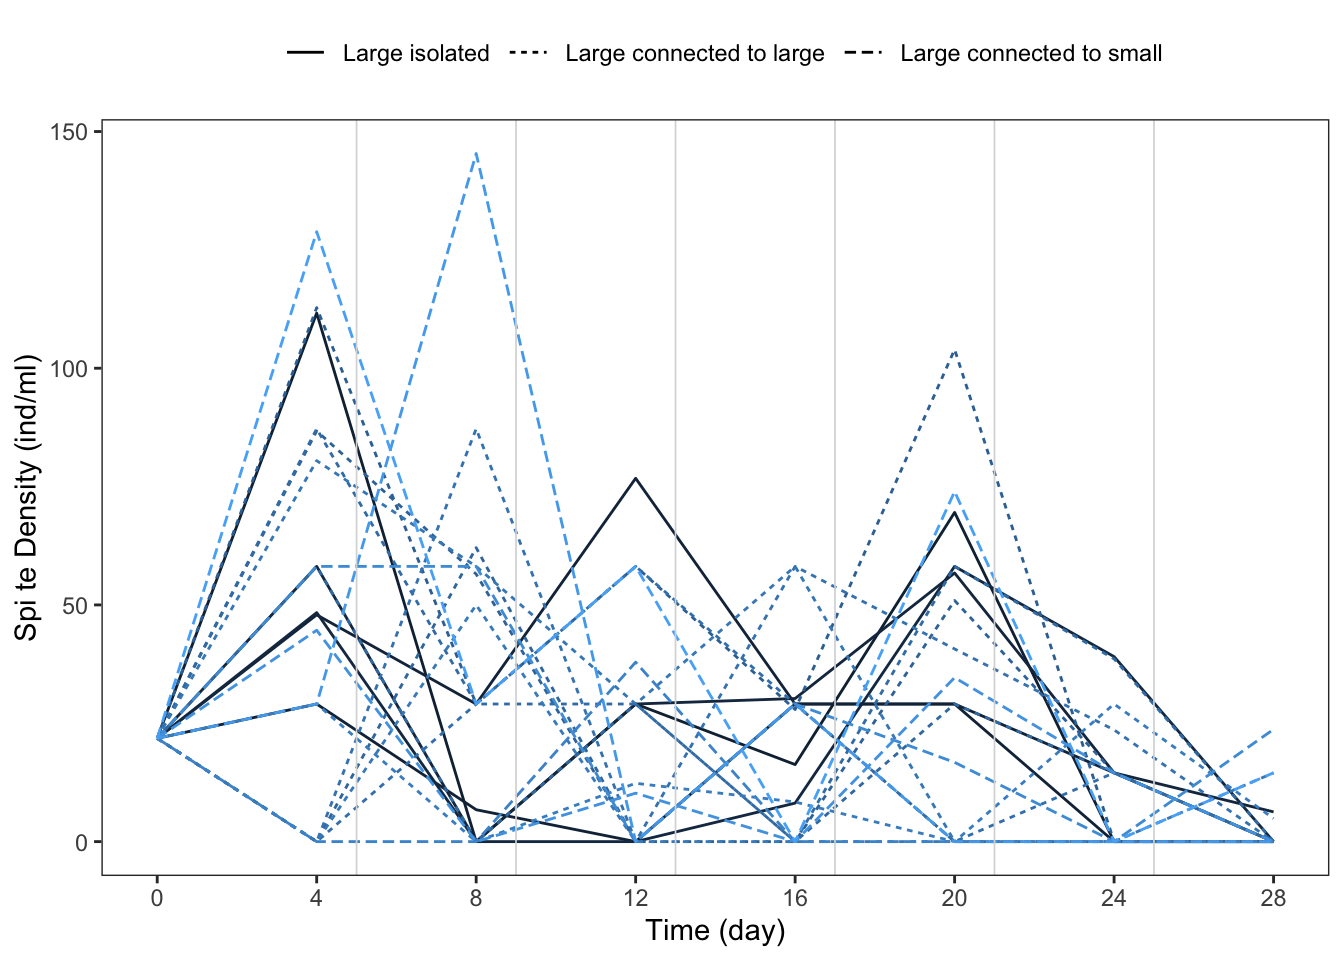 Large isolated Large connected to large Large connected to small
150
100
50
0
Spi te Density (ind/ml)
0 4 8 12 16 20 24 28
Time (day)